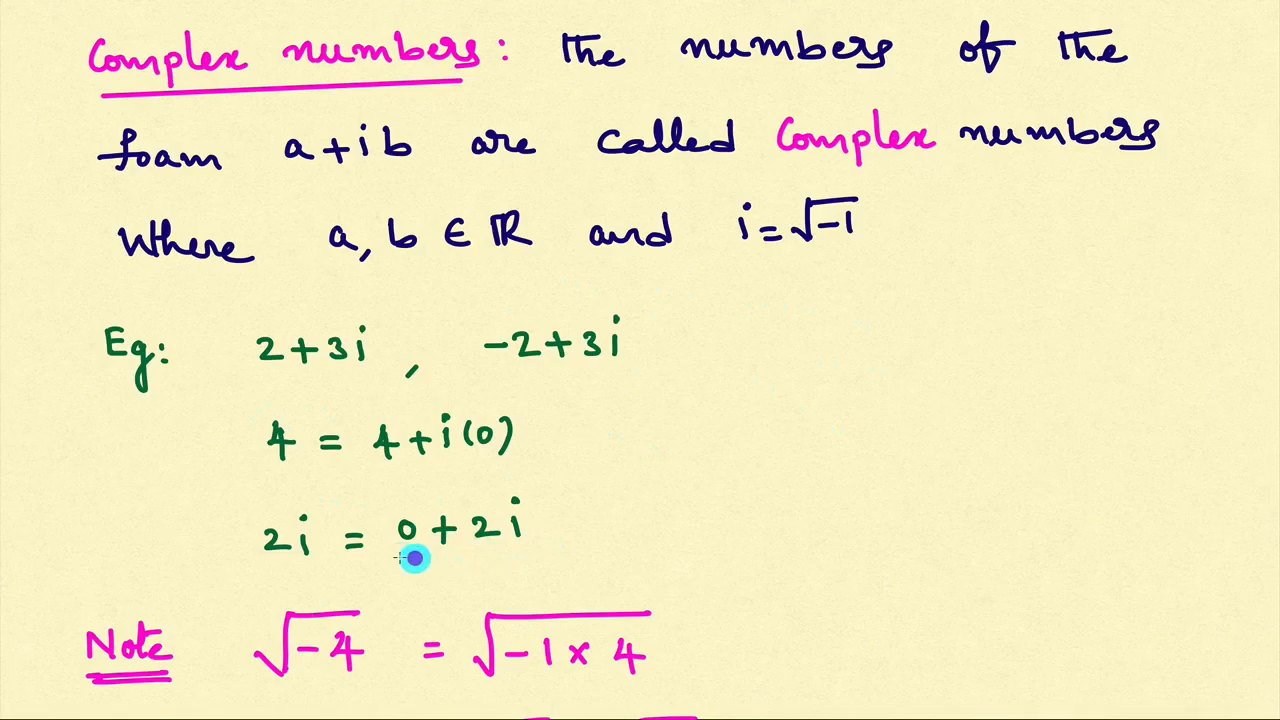 Complex numbers: the numbers of the
foam a+ib are called Complex numbers
Where a, b ∈ ℝ and i=√-1
Eg: 2+3i , -2+3i
4 = 4+i(0)
2i = 0+2i
Note √-4 = √-1×4